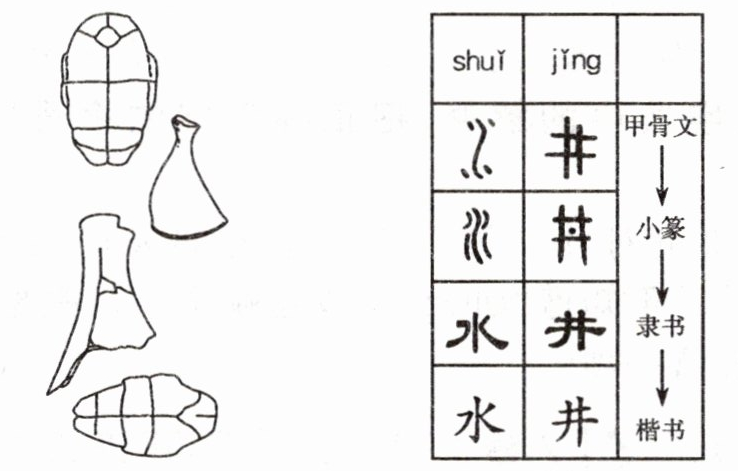 shuǐ jǐng
甲骨文
小篆
水 井 隶书
水 井 楷书